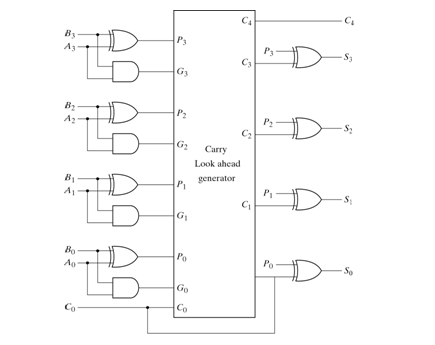 B3
A3
P3
G3
B2
A2
P2
G2
B1
A1
P1
G1
B0
A0
P0
G0
C0
C0
Carry
Look ahead
generator
C4
C4
P3
C3
S3
P2
C2
S2
P1
C1
S1
P0
S0